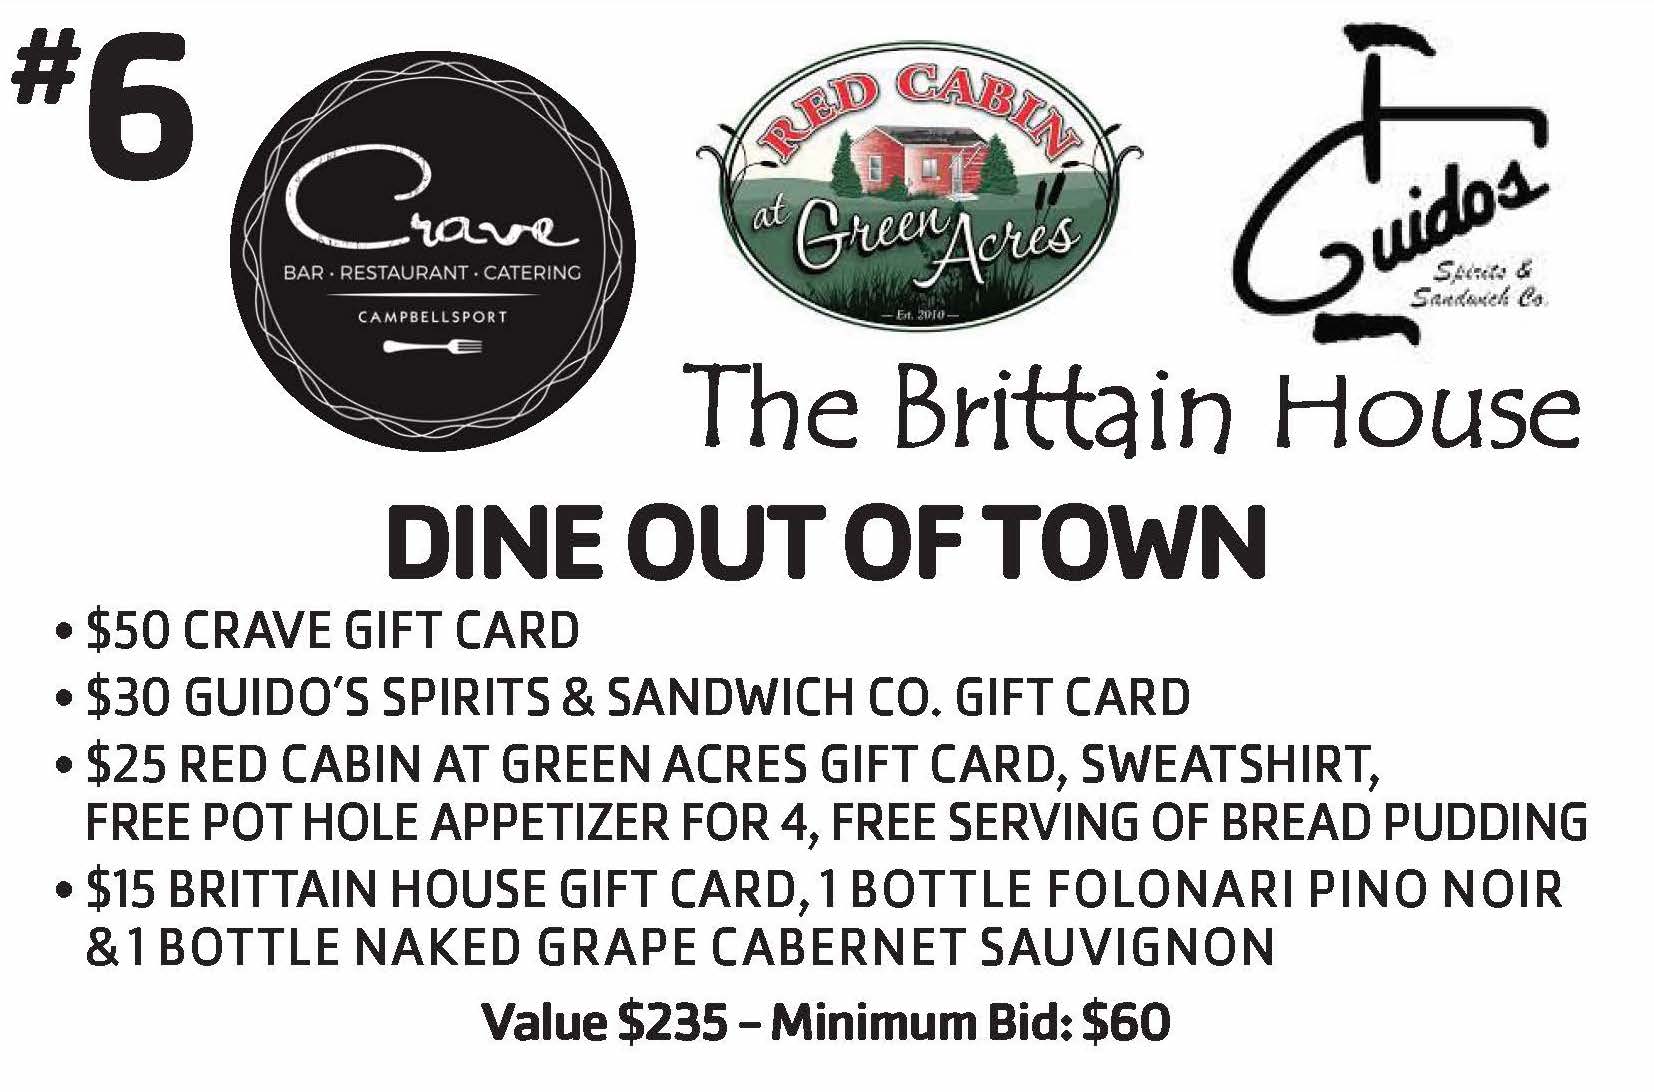 #6
Crave
BAR · RESTAURANT · CATERING
CAMPBELLSPORT
RED CABIN
at Green Acres
— Est. 2010 —
Guidos
Spirits &
Sandwich Co.
The Brittain House
DINE OUT OF TOWN
• $50 CRAVE GIFT CARD
• $30 GUIDO'S SPIRITS & SANDWICH CO. GIFT CARD
• $25 RED CABIN AT GREEN ACRES GIFT CARD, SWEATSHIRT,
FREE POT HOLE APPETIZER FOR 4, FREE SERVING OF BREAD PUDDING
• $15 BRITTAIN HOUSE GIFT CARD, 1 BOTTLE FOLONARI PINO NOIR
& 1 BOTTLE NAKED GRAPE CABERNET SAUVIGNON
Value $235 – Minimum Bid: $60